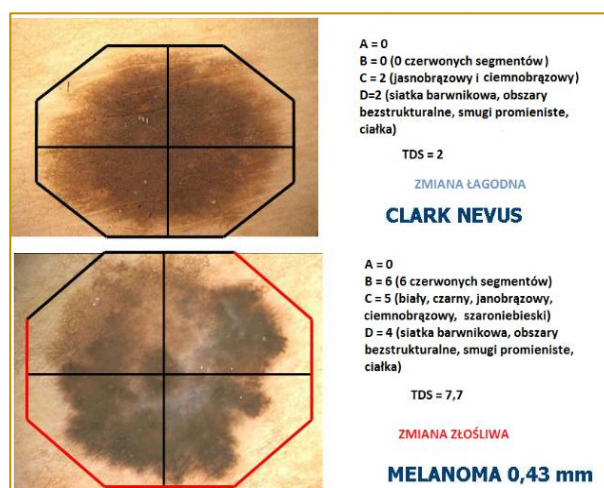 A = 0
B = 0 (0 czerwonych segmentów)
C = 2 (jasnobrązowy i ciemnobrązowy)
D=2 (siatka barwnikowa, obszary
bezstrukturalne, smugi promieniste,
ciałka)
TDS = 2
ZMIANA ŁAGODNA
CLARK NEVUS
A = 0
B = 6 (6 czerwonych segmentów)
C = 5 (biały, czarny, janobrązowy,
ciemnobrązowy, szaroniebieski)
D = 4 (siatka barwnikowa, obszary
bezstrukturalne, smugi promieniste,
ciałka)
TDS = 7,7
ZMIANA ZŁOŚLIWA
MELANOMA 0,43 mm